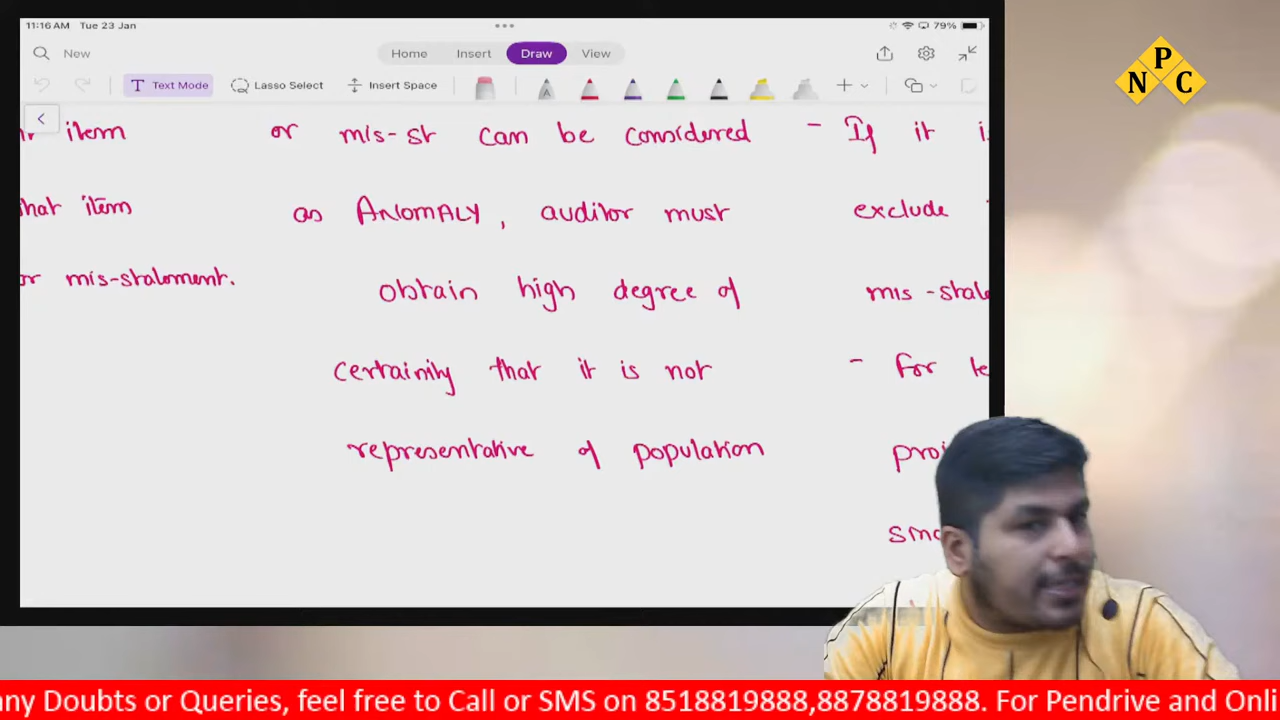 11:16 AM Tue 23 Jan
79%
New
Home Insert Draw View
Text Mode Lasso Select Insert Space
item
or mis-st can be considered
- If it
that item
as ANOMALY, auditor must
exclude
or mis-statement.
obtain high degree of
mis-
certainity that it is not
- For
representative of population
N P C
any Doubts or Queries, feel free to Call or SMS on 8518819888,8878819888. For Pendrive and Onli